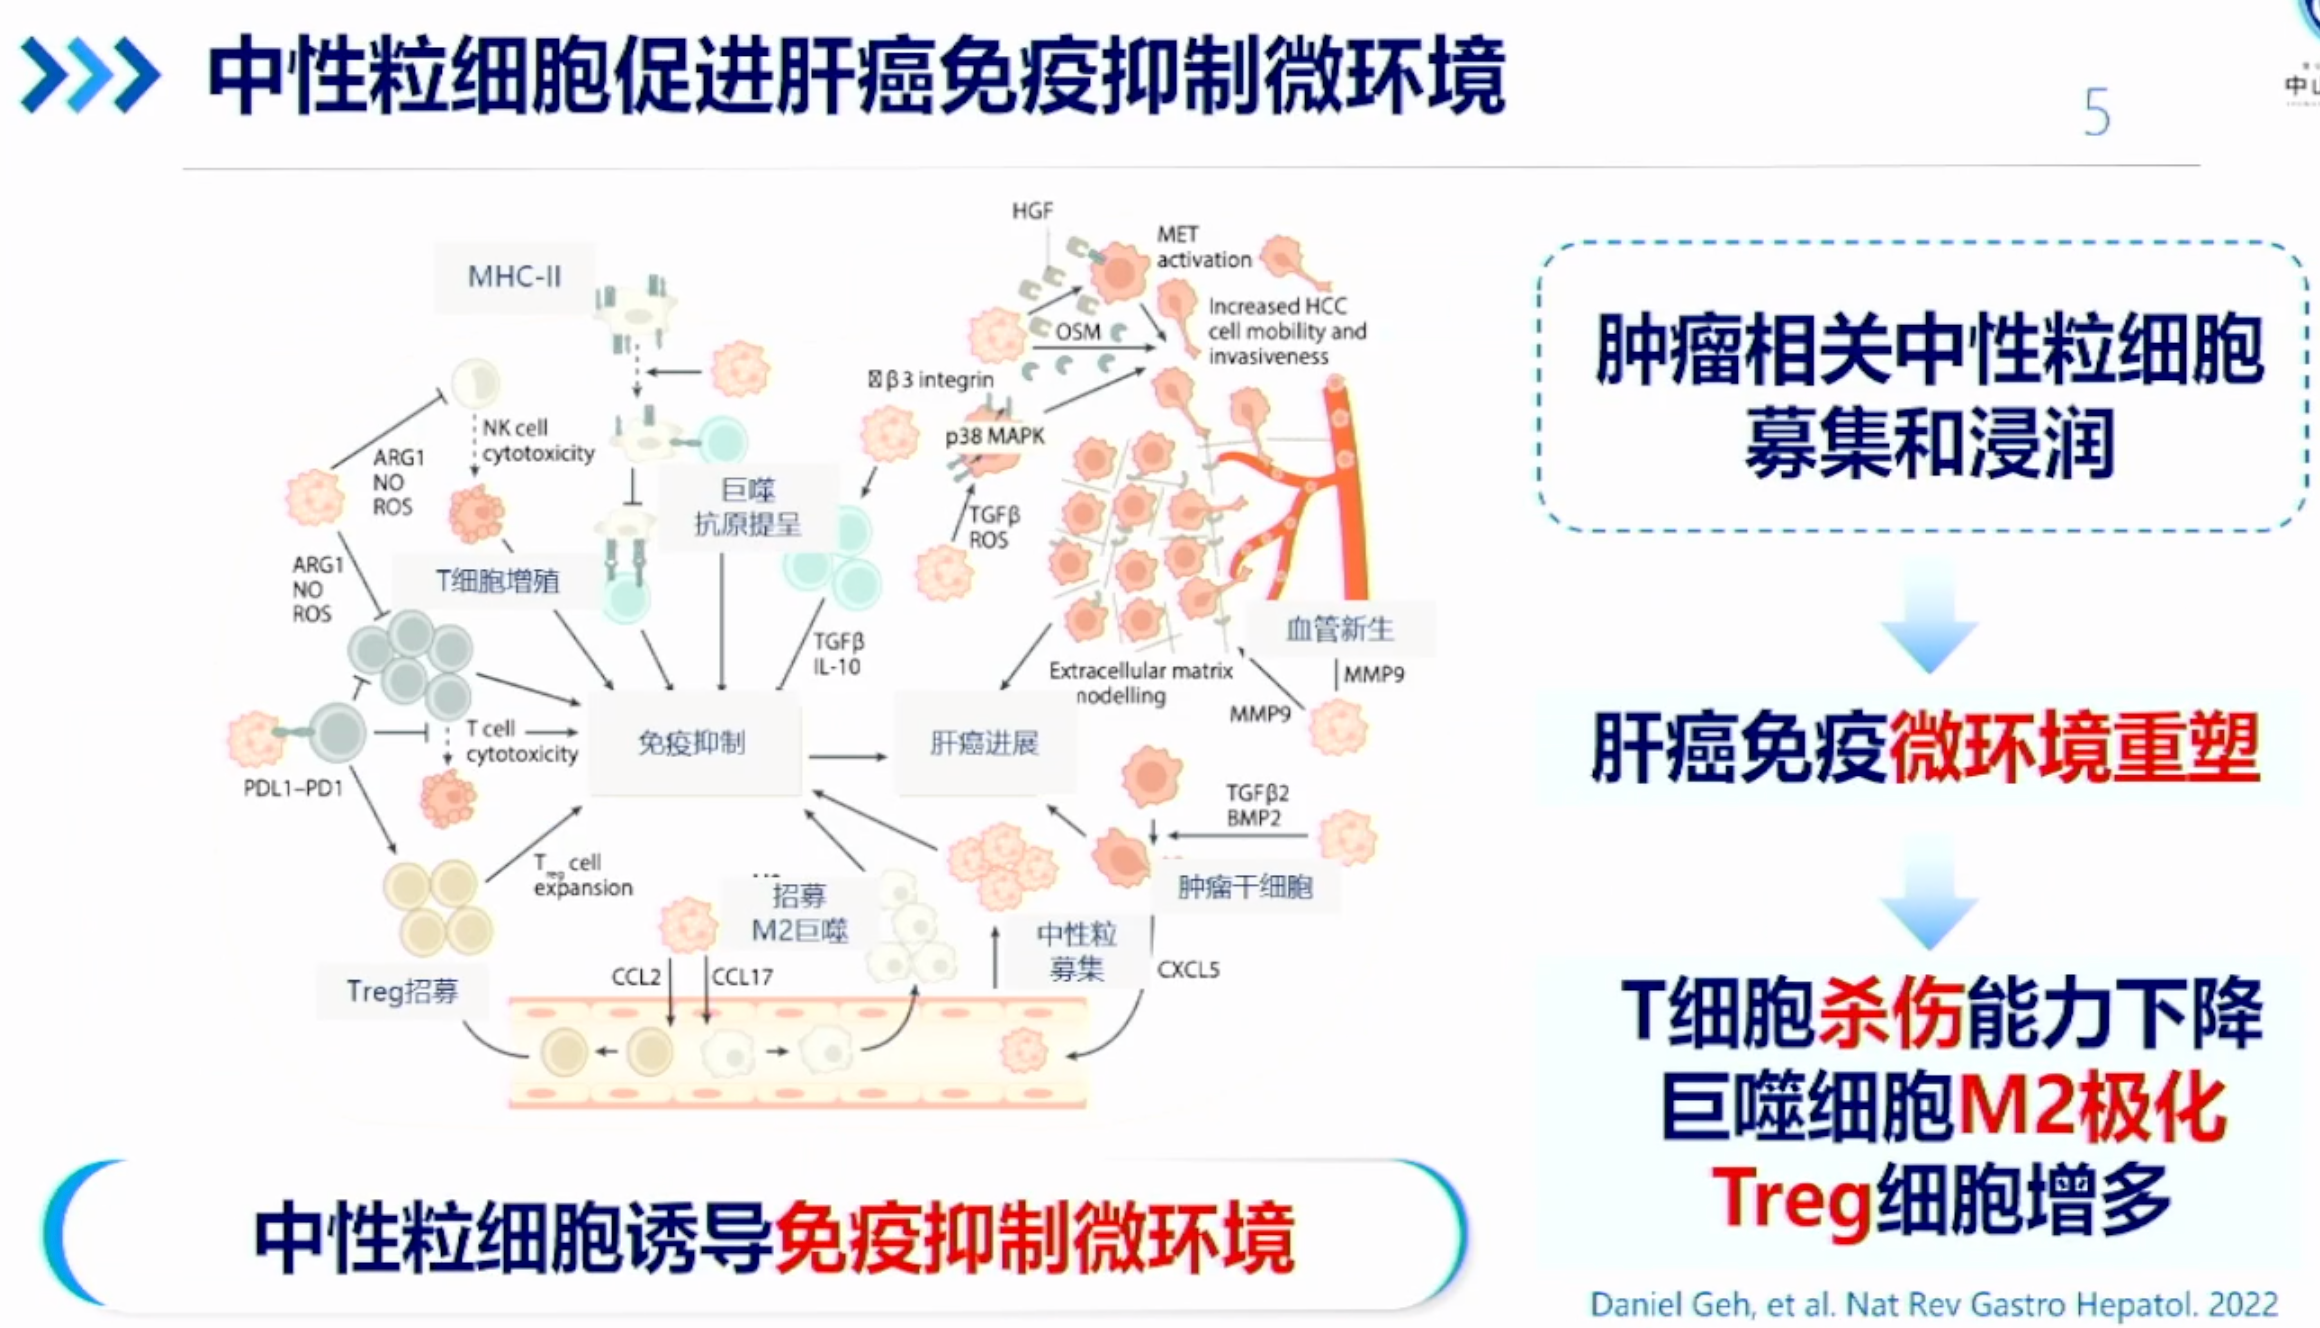 中性粒细胞促进肝癌免疫抑制微环境
5
HGF
MET
activation
MHC-II
Increased HCC
cell mobility and
invasiveness
OSM
β3 integrin
NK cell
cytotoxicity
p38 MAPK
ARG1
NO
ROS
巨噬
抗原提呈
TGFβ
ROS
ARG1
NO
ROS
T细胞增殖
TGFβ
IL-10
血管新生
Extracellular matrix
nodelling
MMP9
MMP9
T cell
cytotoxicity
免疫抑制
肝癌进展
PDL1–PD1
TGFβ2
BMP2
Treg cell
expansion
招募
M2巨噬
肿瘤干细胞
中性粒
募集
CCL2
CCL17
CXCL5
Treg招募
中性粒细胞诱导免疫抑制微环境
肿瘤相关中性粒细胞
募集和浸润
肝癌免疫微环境重塑
T细胞杀伤能力下降
巨噬细胞M2极化
Treg细胞增多
Daniel Geh, et al. Nat Rev Gastro Hepatol. 2022